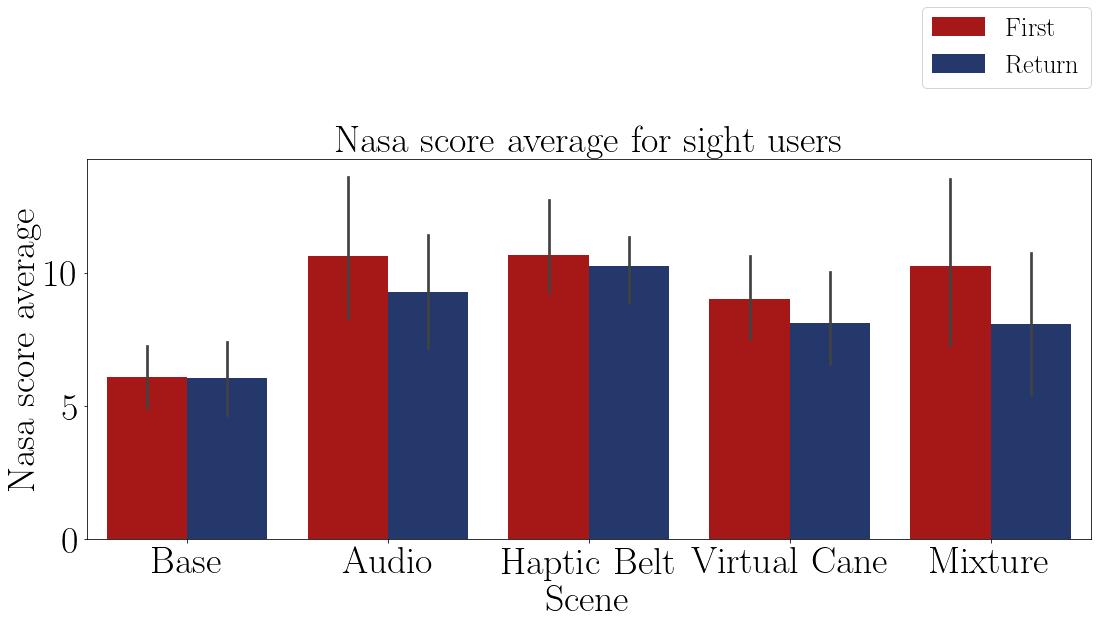 First
Return
Nasa score average for sight users
Nasa score average
10
5
0
Base Audio Haptic Belt Virtual Cane Mixture
Scene